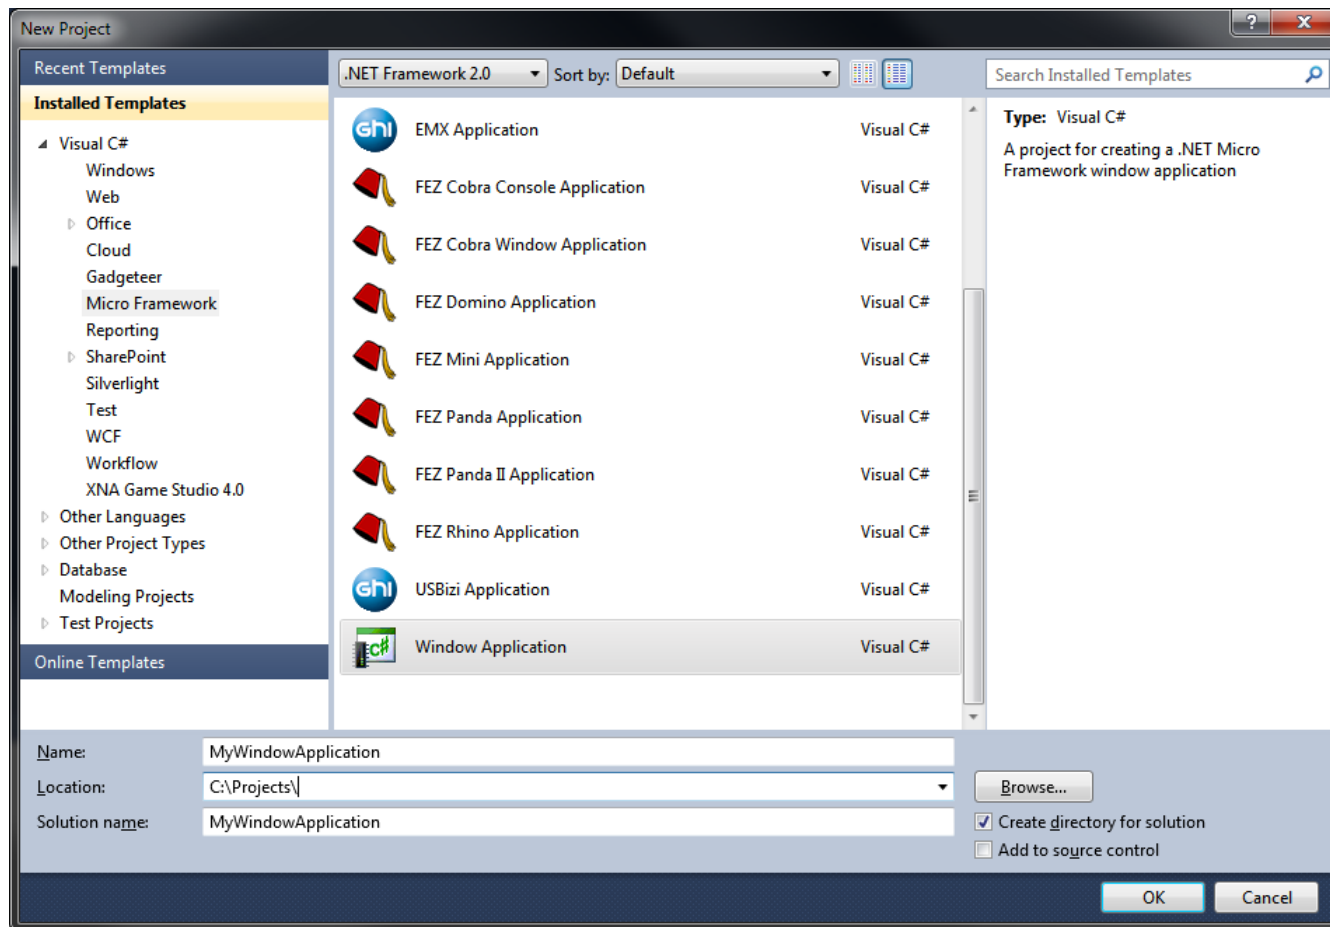 New Project
Recent Templates
Installed Templates
Visual C#
Windows
Web
Office
Cloud
Gadgeteer
Micro Framework
Reporting
SharePoint
Silverlight
Test
WCF
Workflow
XNA Game Studio 4.0
Other Languages
Other Project Types
Database
Modeling Projects
Test Projects
Online Templates
.NET Framework 2.0 Sort by: Default
GHI EMX Application Visual C#
FEZ Cobra Console Application Visual C#
FEZ Cobra Window Application Visual C#
FEZ Domino Application Visual C#
FEZ Mini Application Visual C#
FEZ Panda Application Visual C#
FEZ Panda II Application Visual C#
FEZ Rhino Application Visual C#
GHI USBizi Application Visual C#
C# Window Application Visual C#
Search Installed Templates
Type: Visual C#
A project for creating a .NET Micro
Framework window application
Name: MyWindowApplication
Location: C:\Projects\ Browse...
Solution name: MyWindowApplication Create directory for solution
Add to source control
OK Cancel